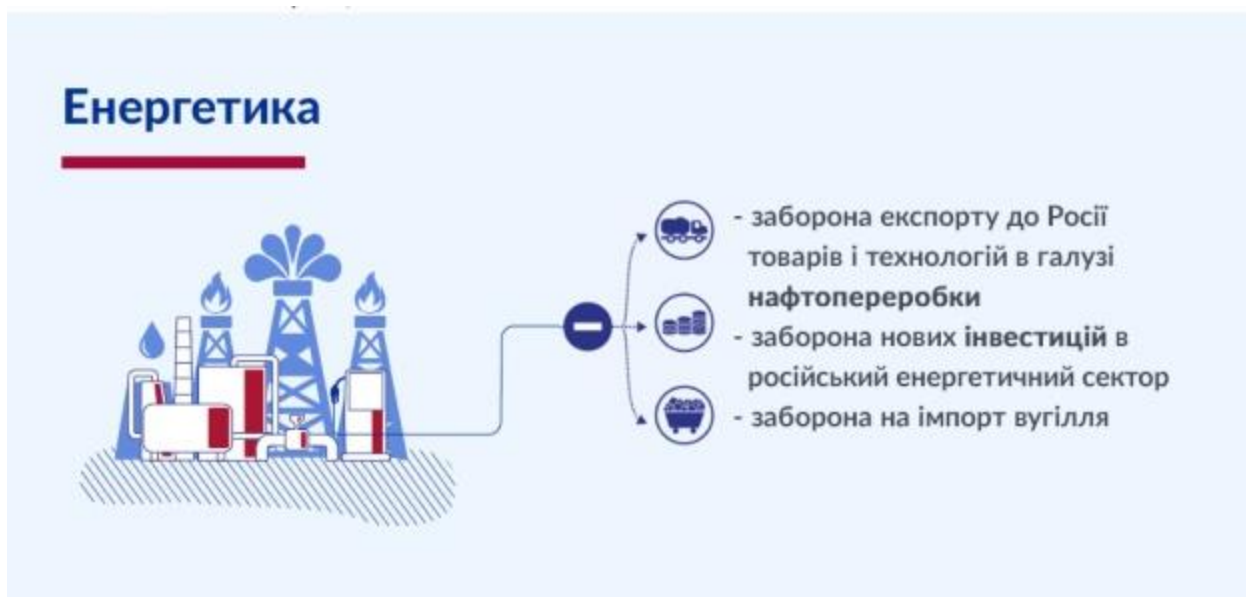 Енергетика
- заборона експорту до Росії
товарів і технологій в галузі
нафтопереробки
- заборона нових інвестицій в
російський енергетичний сектор
- заборона на імпорт вугілля